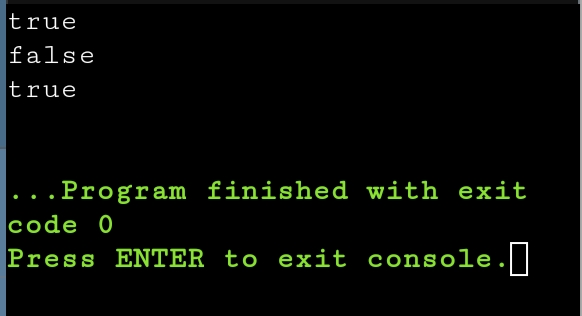 true
false
true
...Program finished with exit
code 0
Press ENTER to exit console.